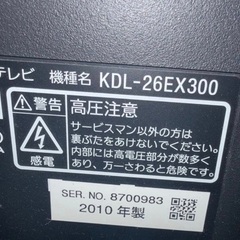 テレビ 機種名 KDL-26EX300
警告 高圧注意
サービスマン以外の方は
裏ぶたをあけないでください。
内部には高電圧部分が数多く
あり、万一さわると危険です。
感電
SER. NO. 8700983
2010 年製